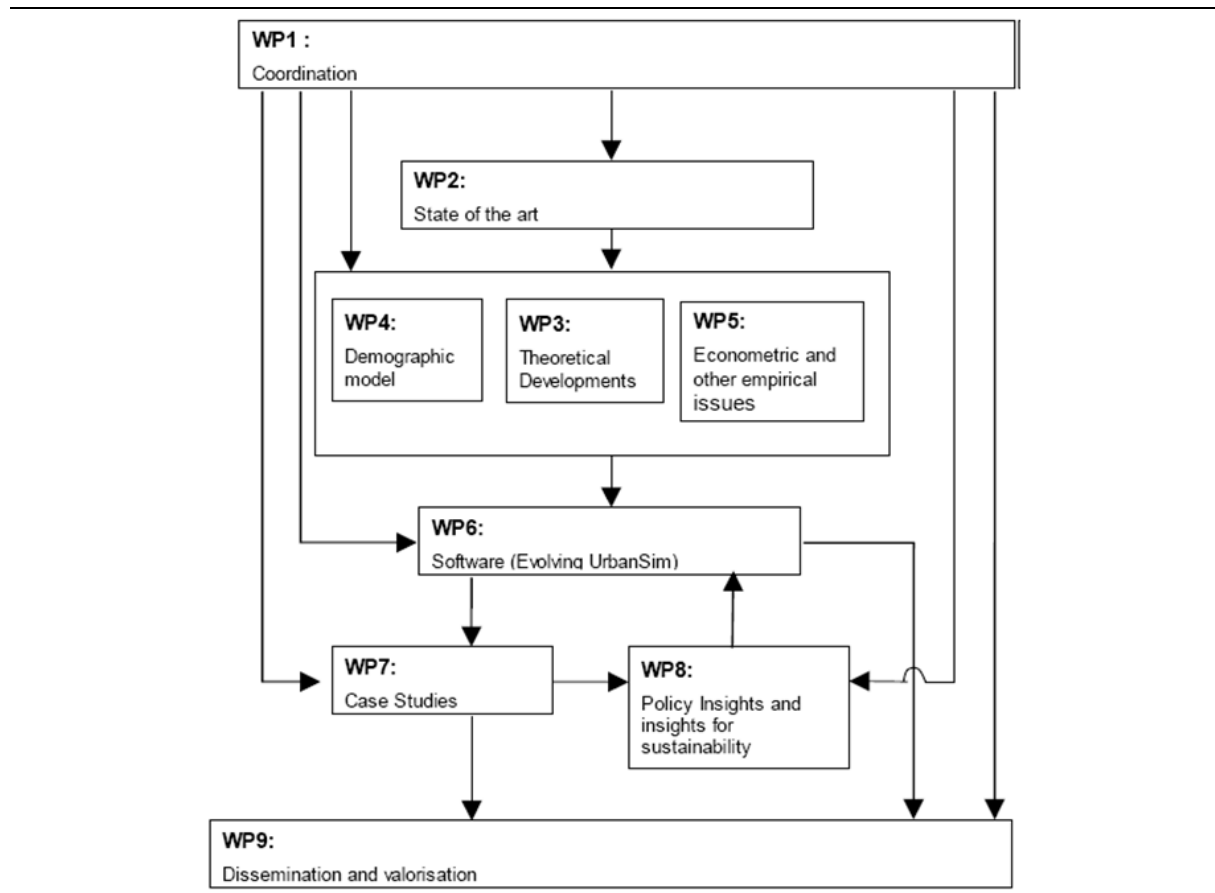 WP1 :
Coordination
WP2:
State of the art
WP4:
Demographic
model
WP3:
Theoretical
Developments
WP5:
Econometric and
other empirical
issues
WP6:
Software (Evolving UrbanSim)
WP7:
Case Studies
WP8:
Policy Insights and
insights for
sustainability
WP9:
Dissemination and valorisation